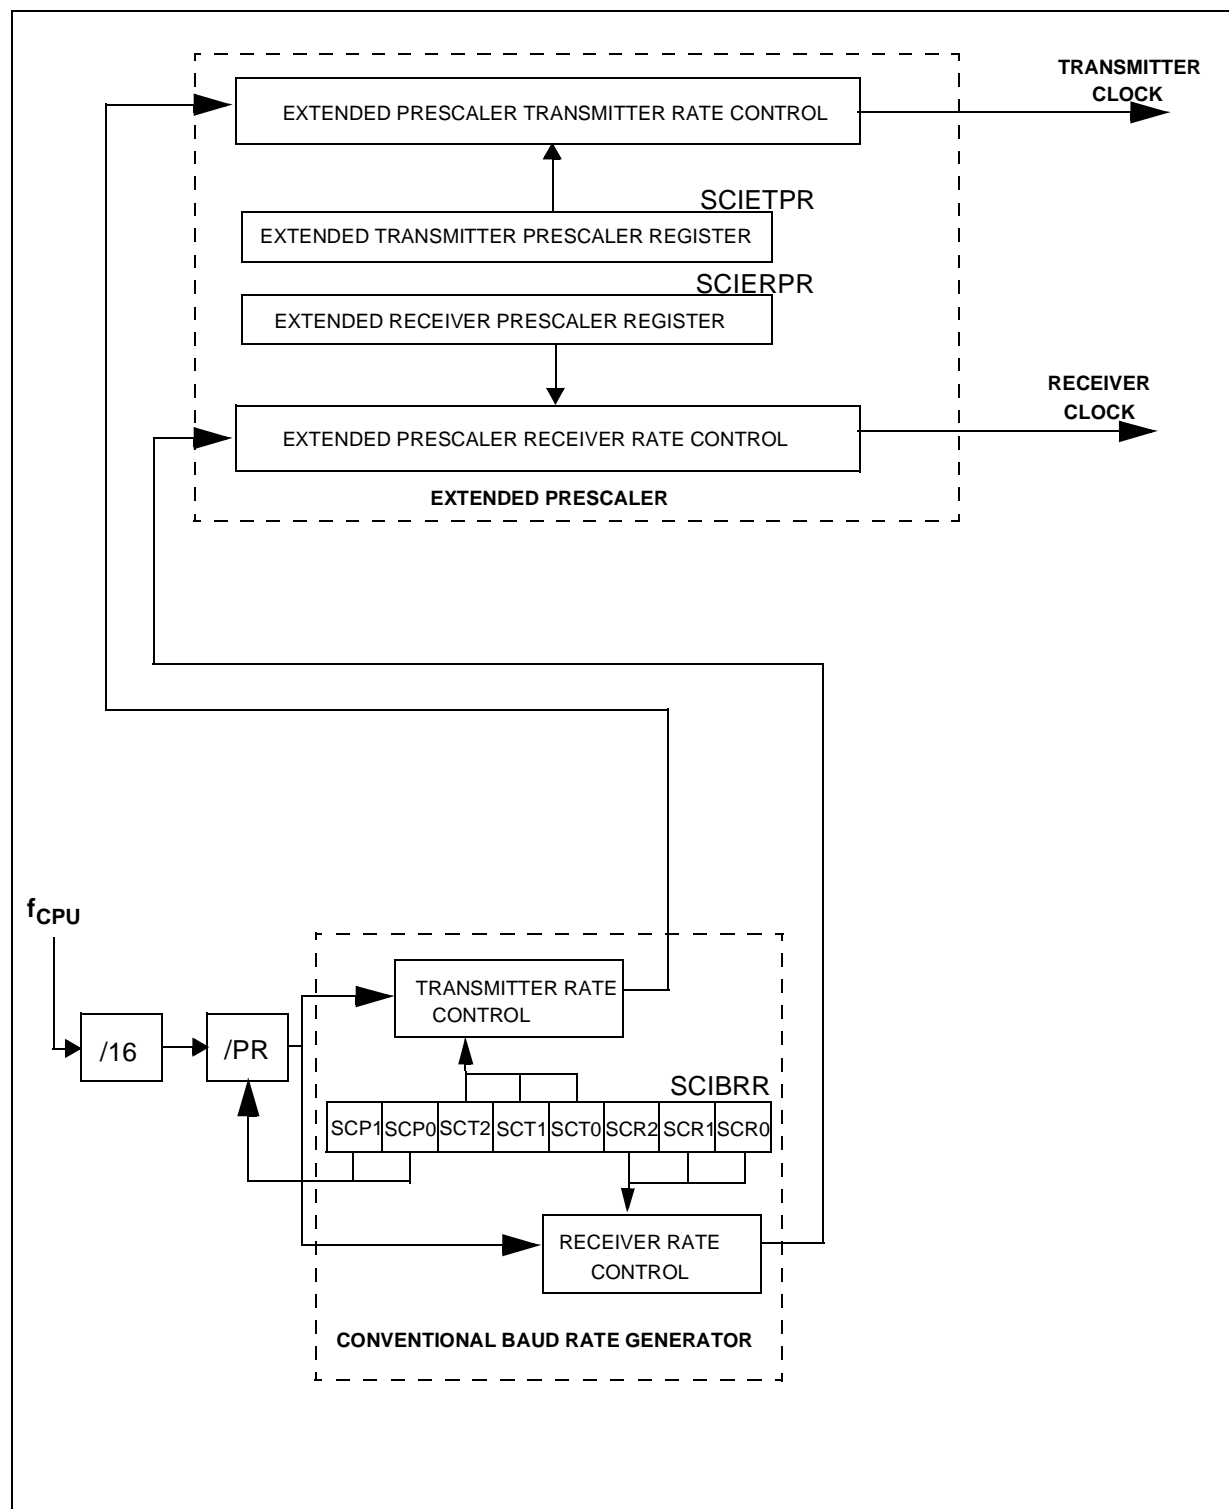 TRANSMITTER
CLOCK
EXTENDED PRESCALER TRANSMITTER RATE CONTROL
SCIETPR
EXTENDED TRANSMITTER PRESCALER REGISTER
SCIERPR
EXTENDED RECEIVER PRESCALER REGISTER
RECEIVER
CLOCK
EXTENDED PRESCALER RECEIVER RATE CONTROL
EXTENDED PRESCALER
fCPU
TRANSMITTER RATE
CONTROL
/16
/PR
SCIBRR
SCP1 SCP0 SCT2 SCT1 SCT0 SCR2 SCR1 SCR0
RECEIVER RATE
CONTROL
CONVENTIONAL BAUD RATE GENERATOR